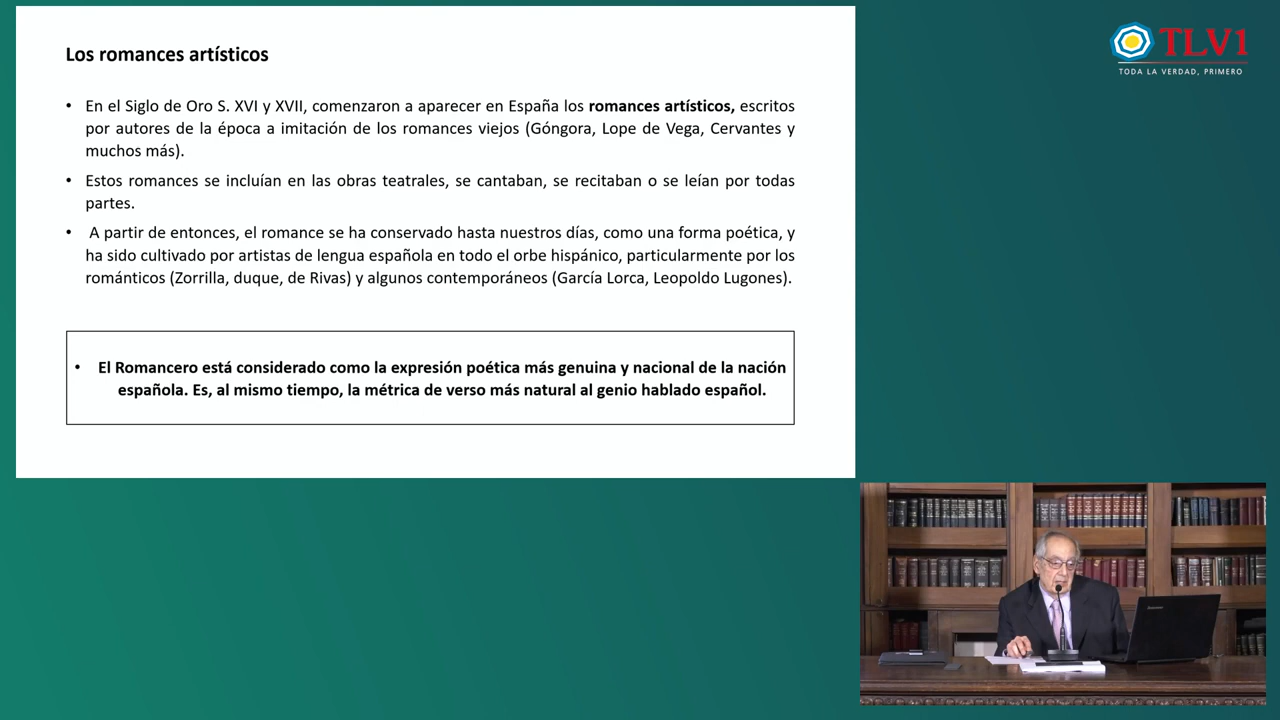 Los romances artísticos
• En el Siglo de Oro S. XVI y XVII, comenzaron a aparecer en España los romances artísticos, escritos
por autores de la época a imitación de los romances viejos (Góngora, Lope de Vega, Cervantes y
muchos más).
• Estos romances se incluían en las obras teatrales, se cantaban, se recitaban o se leían por todas
partes.
• A partir de entonces, el romance se ha conservado hasta nuestros días, como una forma poética, y
ha sido cultivado por artistas de lengua española en todo el orbe hispánico, particularmente por los
románticos (Zorrilla, duque, de Rivas) y algunos contemporáneos (García Lorca, Leopoldo Lugones).
• El Romancero está considerado como la expresión poética más genuina y nacional de la nación
española. Es, al mismo tiempo, la métrica de verso más natural al genio hablado español.
TLV1
TODA LA VERDAD, PRIMERO